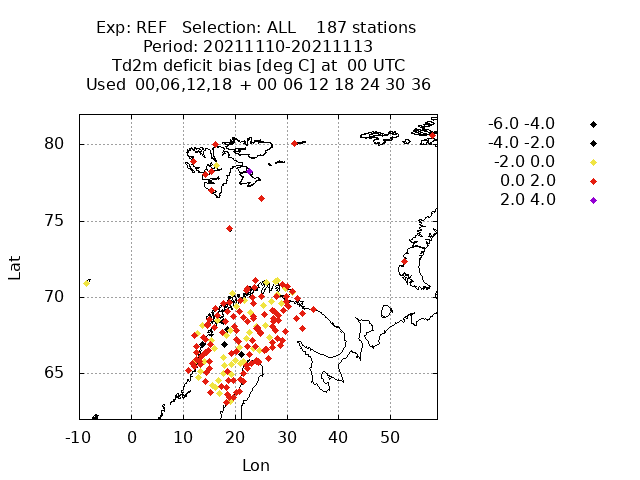 Exp: REF   Selection: ALL    187 stations
Period: 20211110-20211113
Td2m deficit bias [deg C] at  00 UTC
Used  00,06,12,18 + 00 06 12 18 24 30 36
-6.0 -4.0
-4.0 -2.0
-2.0 0.0
0.0 2.0
2.0 4.0
80
75
70
65
Lat
-10 0 10 20 30 40 50
Lon